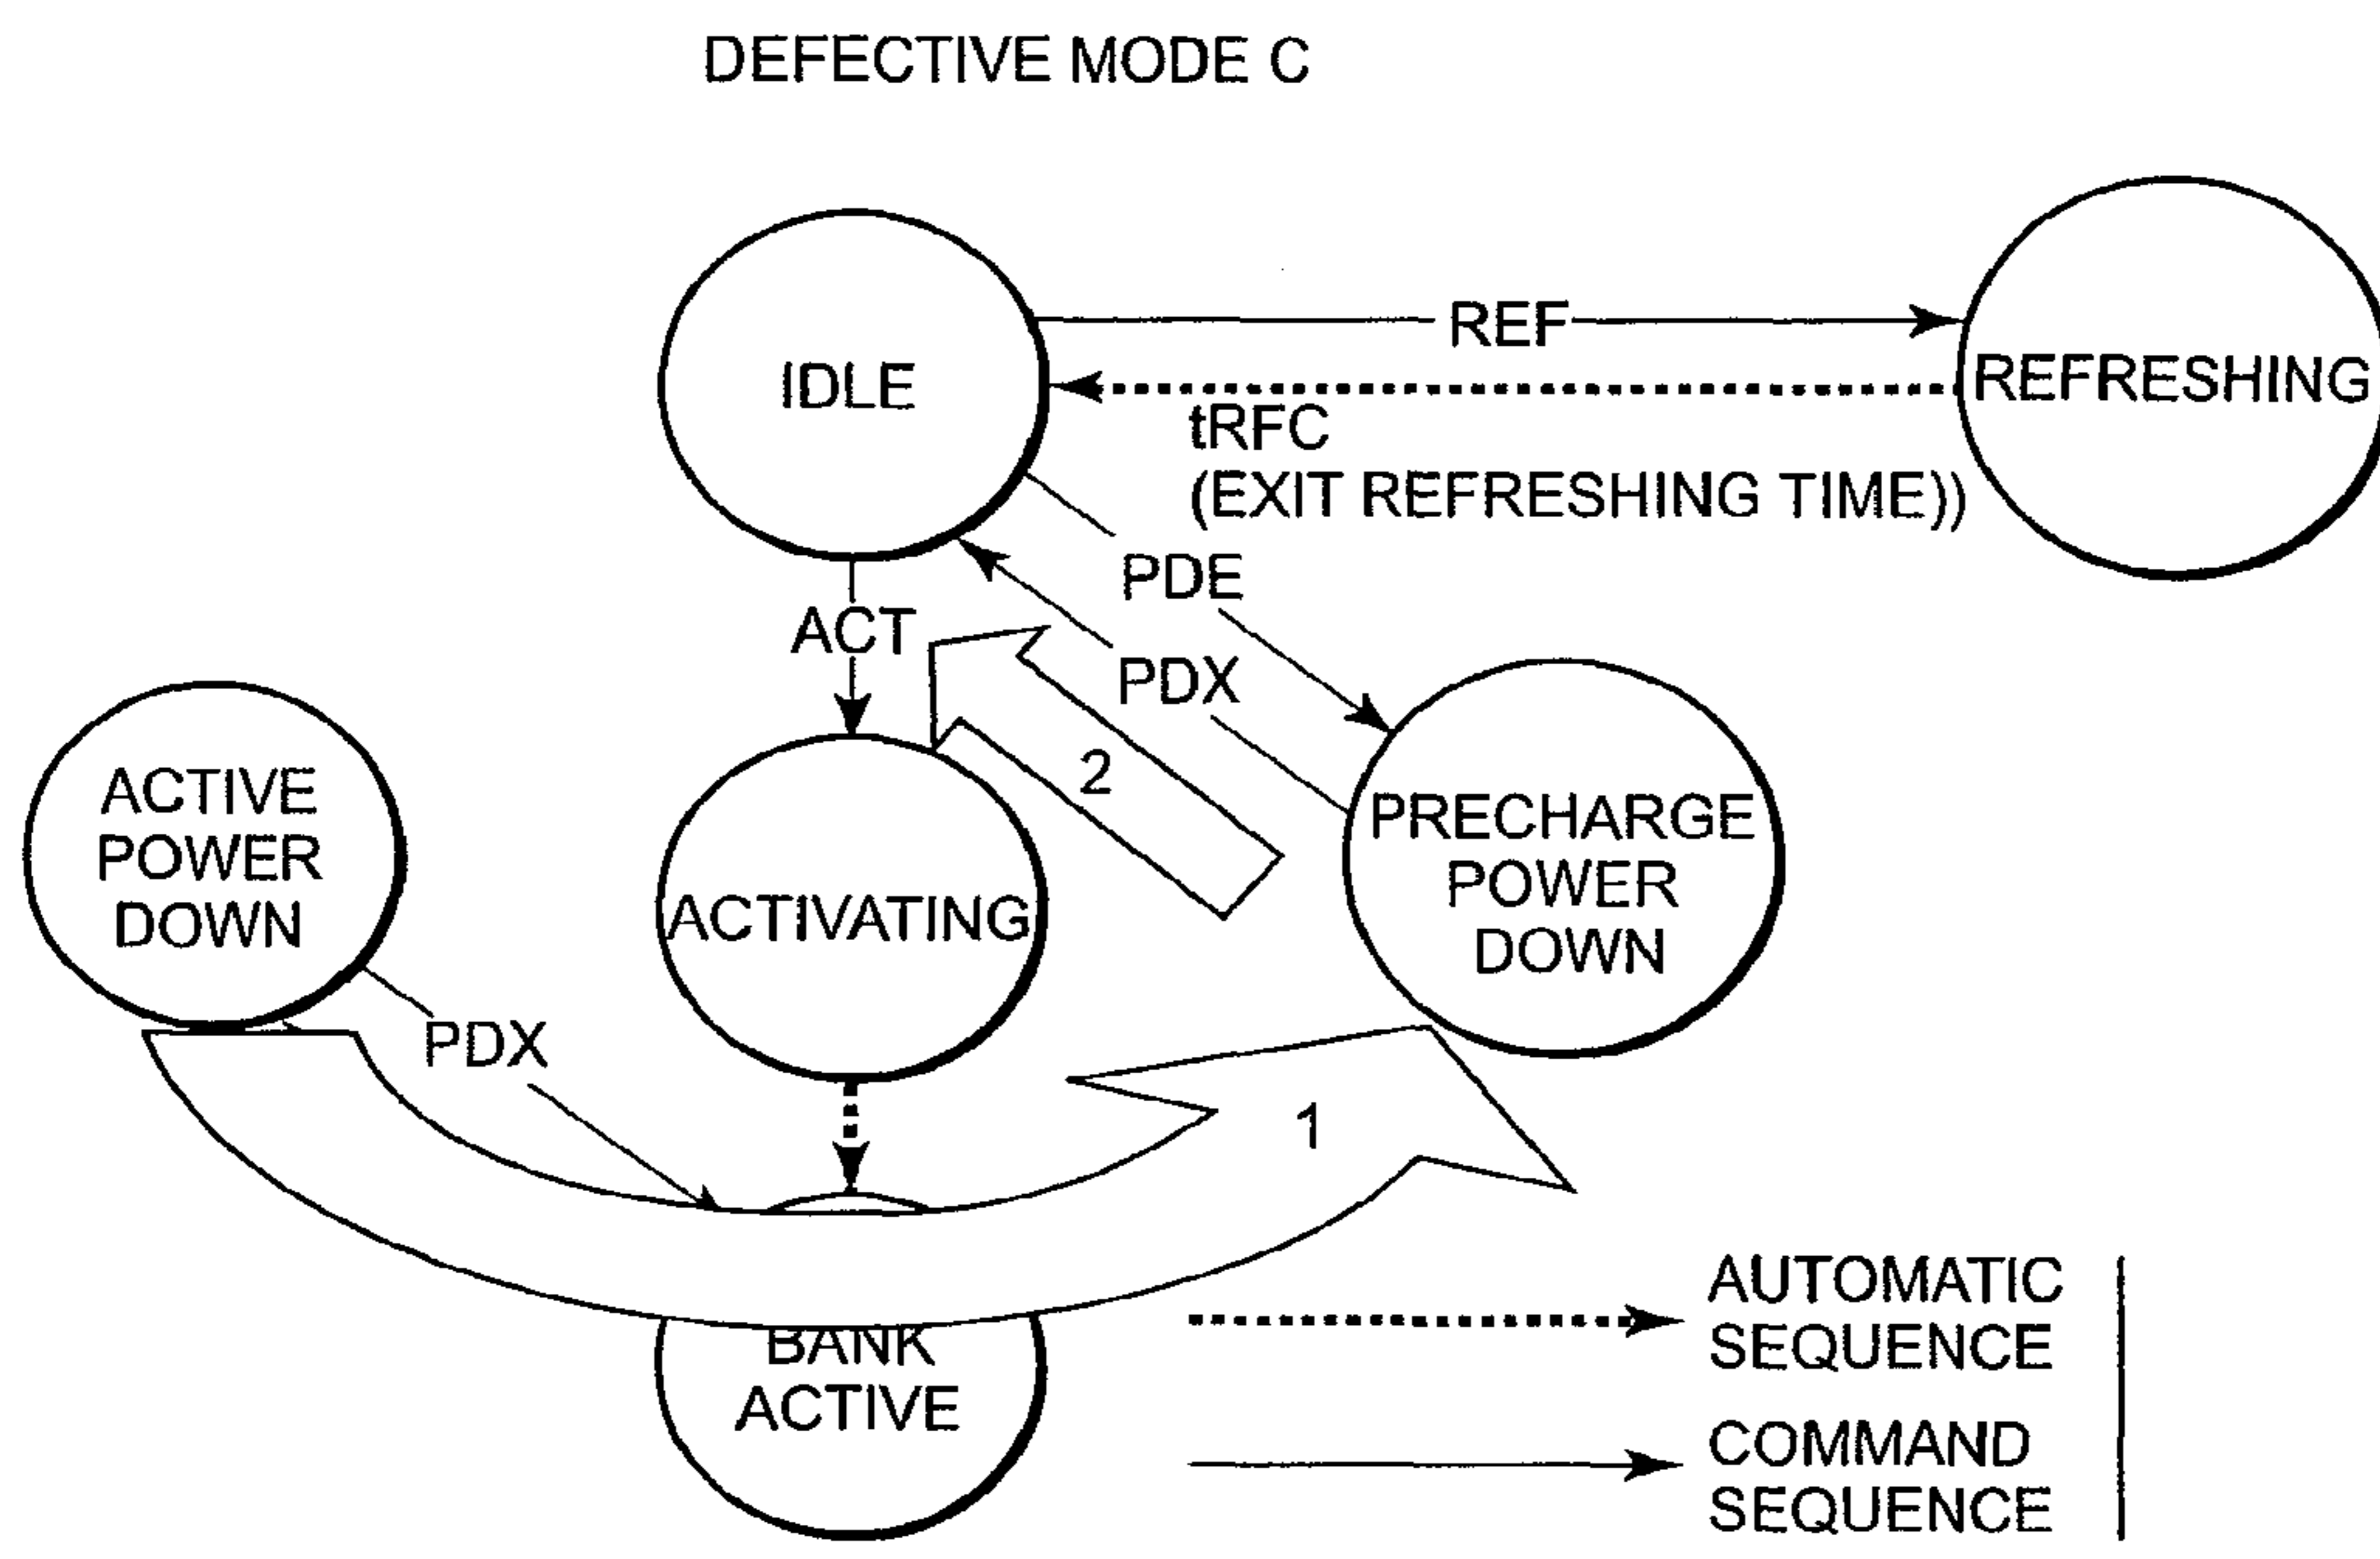 DEFECTIVE MODE C
IDLE
REF
REFRESHING
tRFC
(EXIT REFRESHING TIME))
PDE
ACT
PDX
2
ACTIVE
POWER
DOWN
ACTIVATING
PRECHARGE
POWER
DOWN
PDX
1
BANK
ACTIVE
AUTOMATIC
SEQUENCE
COMMAND
SEQUENCE